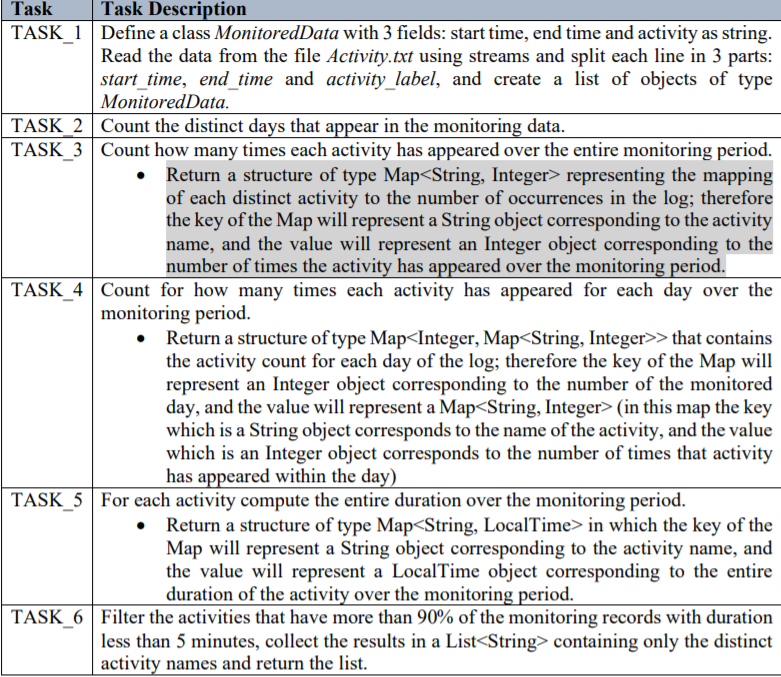 Task Task Description
TASK_1 Define a class MonitoredData with 3 fields: start time, end time and activity as string.
Read the data from the file Activity.txt using streams and split each line in 3 parts:
start_time, end_time and activity_label, and create a list of objects of type
MonitoredData.
TASK_2 Count the distinct days that appear in the monitoring data.
TASK_3 Count how many times each activity has appeared over the entire monitoring period.
• Return a structure of type Map<String, Integer> representing the mapping
of each distinct activity to the number of occurrences in the log; therefore
the key of the Map will represent a String object corresponding to the activity
name, and the value will represent an Integer object corresponding to the
number of times the activity has appeared over the monitoring period.
TASK_4 Count for how many times each activity has appeared for each day over the
monitoring period.
• Return a structure of type Map<Integer, Map<String, Integer>> that contains
the activity count for each day of the log; therefore the key of the Map will
represent an Integer object corresponding to the number of the monitored
day, and the value will represent a Map<String, Integer> (in this map the key
which is a String object corresponds to the name of the activity, and the value
which is an Integer object corresponds to the number of times that activity
has appeared within the day)
TASK_5 For each activity compute the entire duration over the monitoring period.
• Return a structure of type Map<String, LocalTime> in which the key of the
Map will represent a String object corresponding to the activity name, and
the value will represent a LocalTime object corresponding to the entire
duration of the activity over the monitoring period.
TASK_6 Filter the activities that have more than 90% of the monitoring records with duration
less than 5 minutes, collect the results in a List<String> containing only the distinct
activity names and return the list.